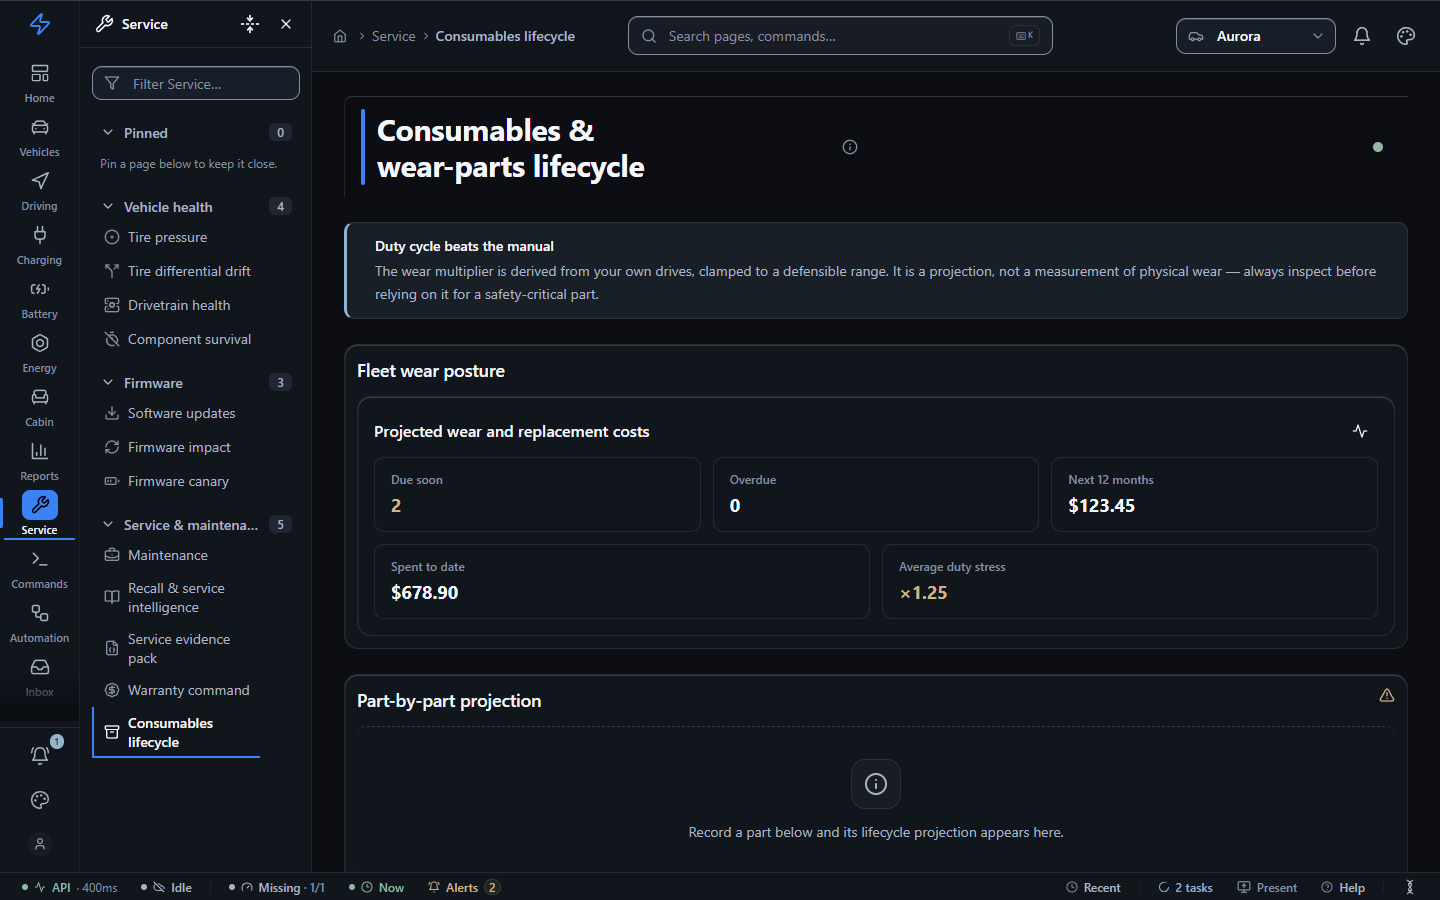 Service
Service
Consumables lifecycle
Search pages, commands...
K
Aurora
Home
Vehicles
Driving
Charging
Battery
Energy
Cabin
Reports
Service
Commands
Automation
Inbox
1
Filter Service...
Pinned
0
Pin a page below to keep it close.
Vehicle health
4
Tire pressure
Tire differential drift
Drivetrain health
Component survival
Firmware
3
Software updates
Firmware impact
Firmware canary
Service & maintena...
5
Maintenance
Recall & service
intelligence
Service evidence
pack
Warranty command
Consumables
lifecycle
Consumables &
wear-parts lifecycle
Duty cycle beats the manual
The wear multiplier is derived from your own drives, clamped to a defensible range. It is a projection, not a measurement of physical wear — always inspect before
relying on it for a safety-critical part.
Fleet wear posture
Projected wear and replacement costs
Due soon
2
Overdue
0
Next 12 months
$123.45
Spent to date
$678.90
Average duty stress
×1.25
Part-by-part projection
Record a part below and its lifecycle projection appears here.
API · 400ms
Idle
Missing · 1/1
Now
Alerts 2
Recent
2 tasks
Present
Help